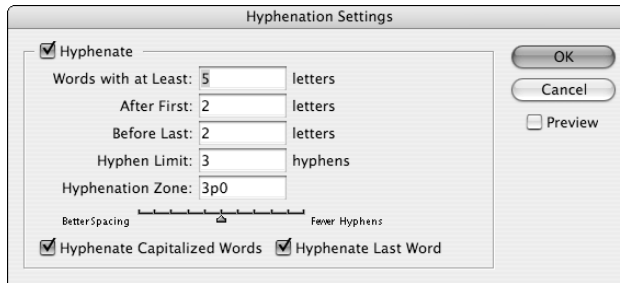 Hyphenation Settings
Hyphenate
Words with at Least: 5 letters
After First: 2 letters
Before Last: 2 letters
Hyphen Limit: 3 hyphens
Hyphenation Zone: 3p0
Better Spacing Fewer Hyphens
Hyphenate Capitalized Words Hyphenate Last Word
OK
Cancel
Preview